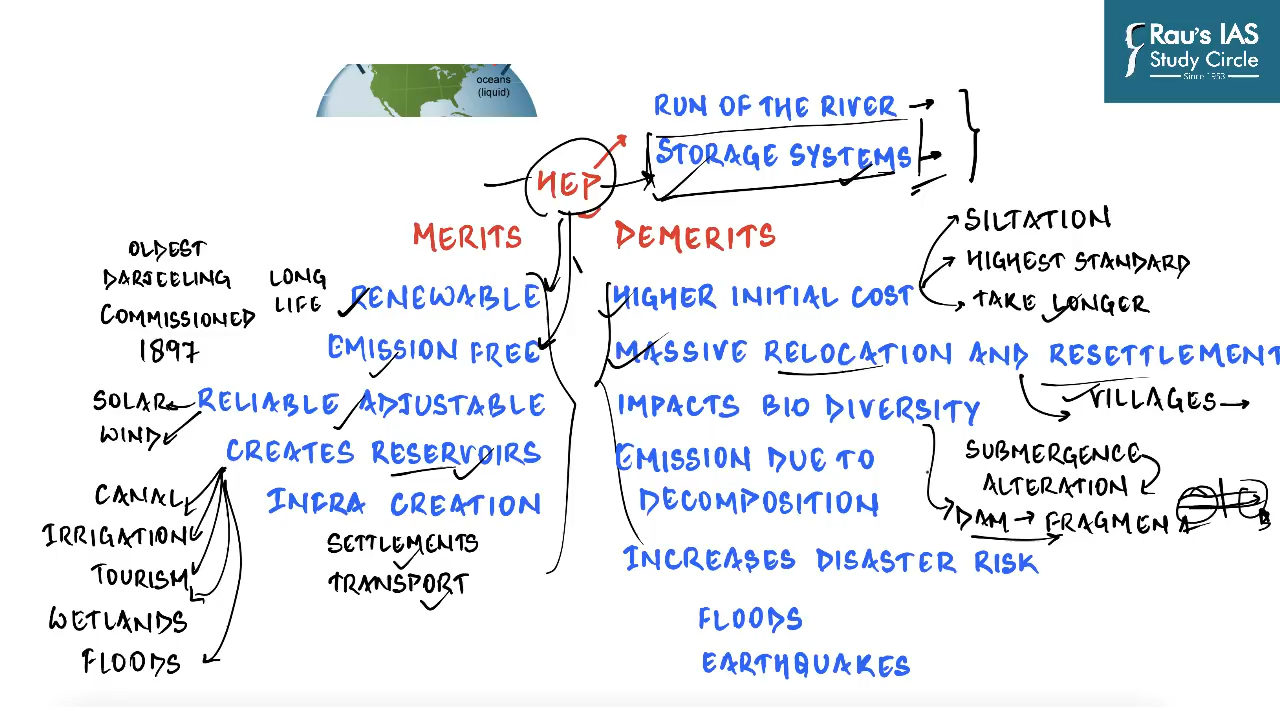 Rau's IAS
Study Circle
Since 1953
oceans
(liquid)
RUN OF THE RIVER
STORAGE SYSTEMS
HEP
MERITS
DEMERITS
OLDEST
DARJEELING
COMMISSIONED
1897
LONG
LIFE
RENEWABLE
EMISSION FREE
SOLAR
WIND
RELIABLE ADJUSTABLE
CREATES RESERVOIRS
CANAL
IRRIGATION
TOURISM
WETLANDS
FLOODS
INFRA CREATION
SETTLEMENTS
TRANSPORT
HIGHER INITIAL COST
SILTATION
HIGHEST STANDARD
TAKE LONGER
MASSIVE RELOCATION AND RESETTLEMENT
VILLAGES
IMPACTS BIO DIVERSITY
SUBMERGENCE
ALTERATION
DAM → FRAGMEN
EMISSION DUE TO
DECOMPOSITION
INCREASES DISASTER RISK
FLOODS
EARTHQUAKES